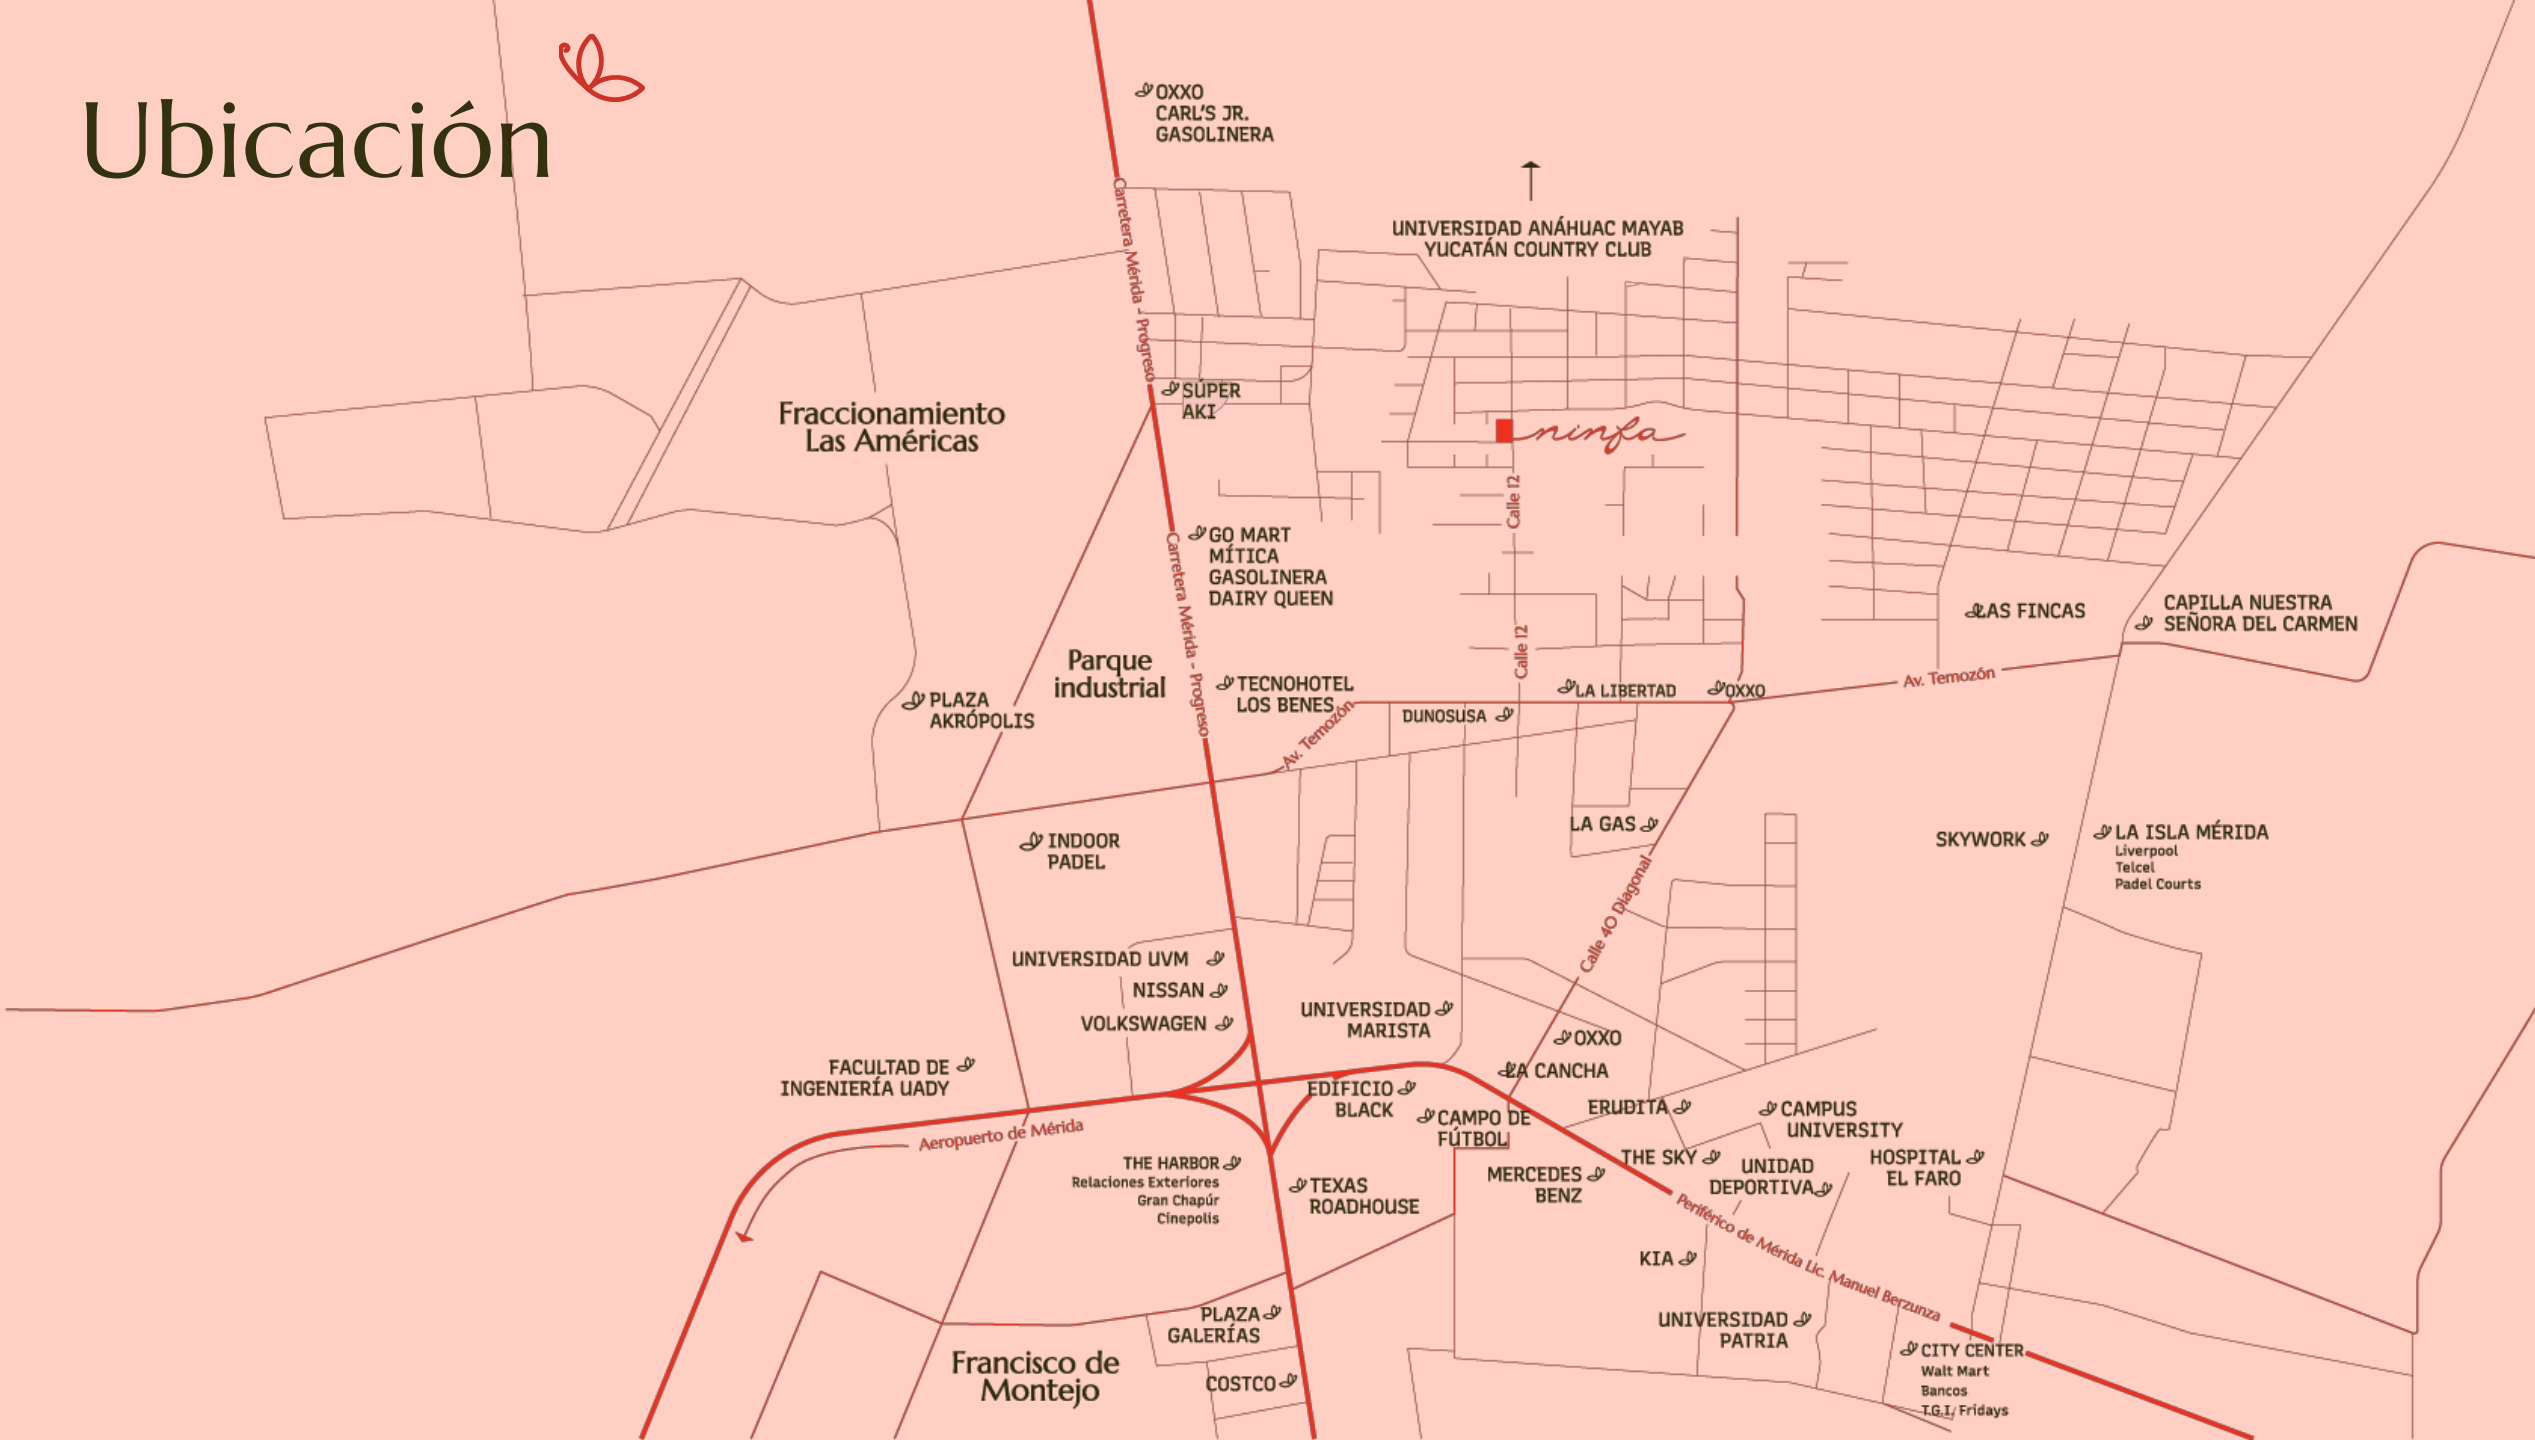 Ubicación
OXXO
CARL'S JR.
GASOLINERA
UNIVERSIDAD ANÁHUAC MAYAB
YUCATÁN COUNTRY CLUB
Carretera Mérida - Progreso
SÚPER
AKI
Fraccionamiento
Las Américas
ninfa
Calle 12
GO MART
MÍTICA
GASOLINERA
DAIRY QUEEN
Carretera Mérida - Progreso
Calle 12
LAS FINCAS
CAPILLA NUESTRA
SEÑORA DEL CARMEN
Parque
industrial
TECNOHOTEL
LOS BENES
LA LIBERTAD
OXXO
Av. Temozón
PLAZA
AKRÓPOLIS
DUNOSUSA
Av. Temozón
INDOOR
PADEL
LA GAS
SKYWORK
LA ISLA MÉRIDA
Liverpool
Telcel
Padel Courts
Calle 40 Diagonal
UNIVERSIDAD UVM
NISSAN
VOLKSWAGEN
UNIVERSIDAD
MARISTA
OXXO
LA CANCHA
FACULTAD DE
INGENIERÍA UADY
EDIFICIO
BLACK
CAMPO DE
FÚTBOL
ERUDITA
CAMPUS
UNIVERSITY
Aeropuerto de Mérida
THE HARBOR
Relaciones Exteriores
Gran Chapúr
Cinepolis
TEXAS
ROADHOUSE
MERCEDES
BENZ
THE SKY
UNIDAD
DEPORTIVA
HOSPITAL
EL FARO
Periférico de Mérida Lic. Manuel Berzunza
KIA
PLAZA
GALERÍAS
UNIVERSIDAD
PATRIA
Francisco de
Montejo
COSTCO
CITY CENTER
Walt Mart
Bancos
T.G.I. Fridays